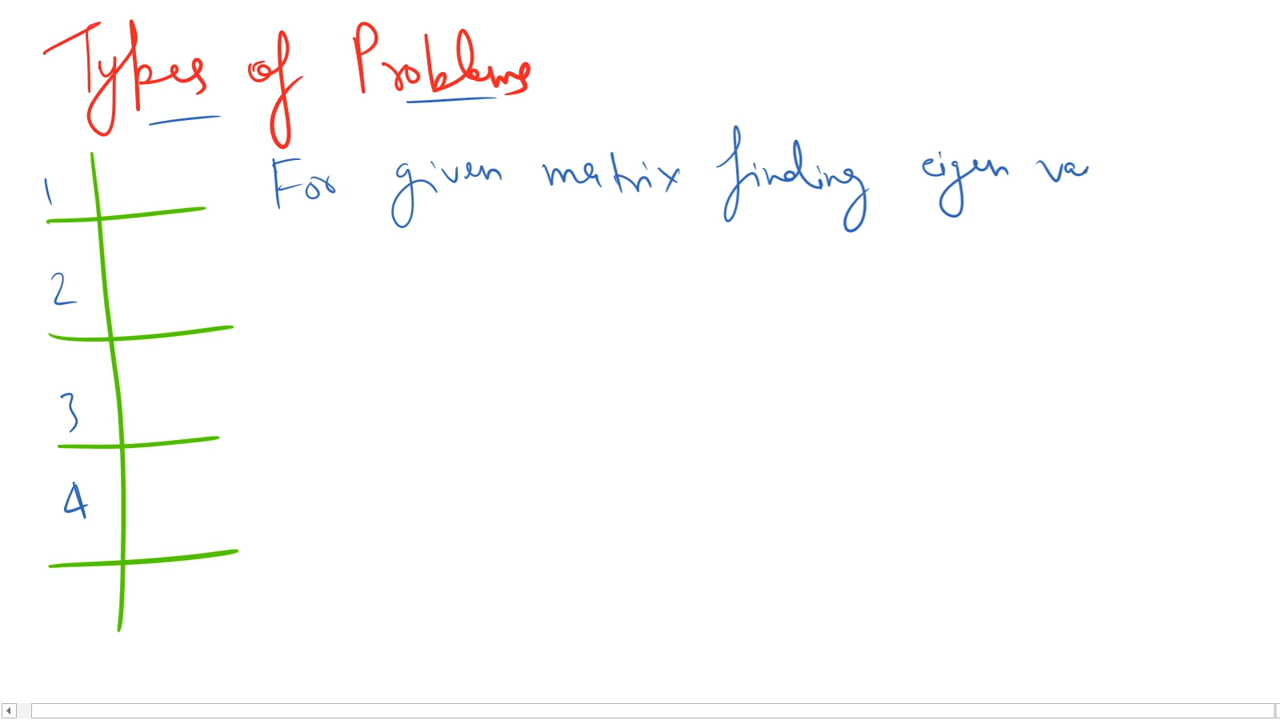 Types of Problems
1 For given matrix finding eigen va
2
3
4